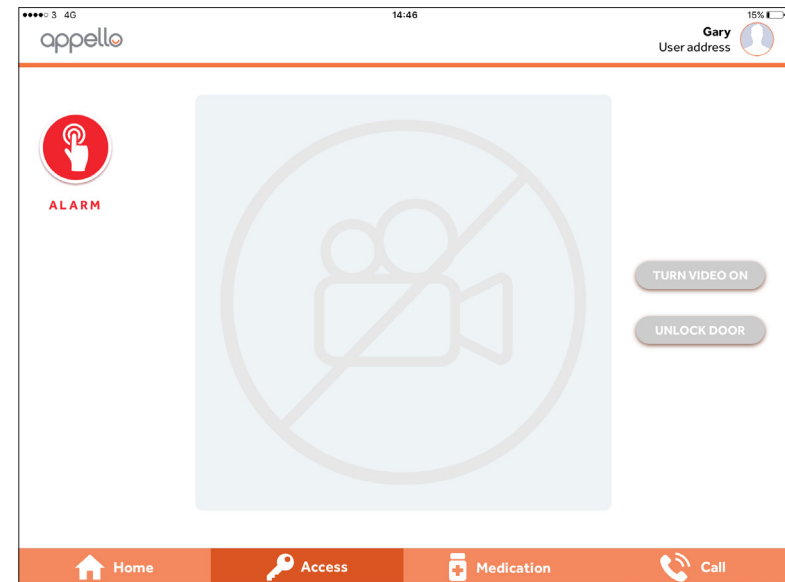 3 4G
14:46
15%
appello
Gary
User address
ALARM
TURN VIDEO ON
UNLOCK DOOR
Home
Access
Medication
Call